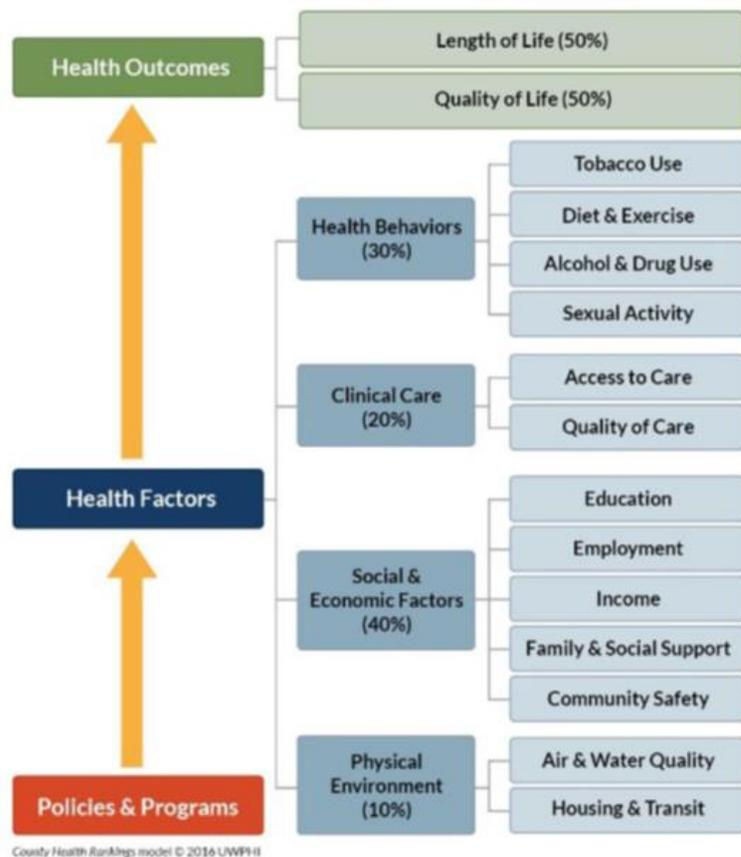 Health Outcomes
Length of Life (50%)
Quality of Life (50%)
Health Factors
Health Behaviors
(30%)
Tobacco Use
Diet & Exercise
Alcohol & Drug Use
Sexual Activity
Clinical Care
(20%)
Access to Care
Quality of Care
Social &
Economic Factors
(40%)
Education
Employment
Income
Family & Social Support
Community Safety
Physical
Environment
(10%)
Air & Water Quality
Housing & Transit
Policies & Programs
County Health Rankings model © 2016 UWPHI